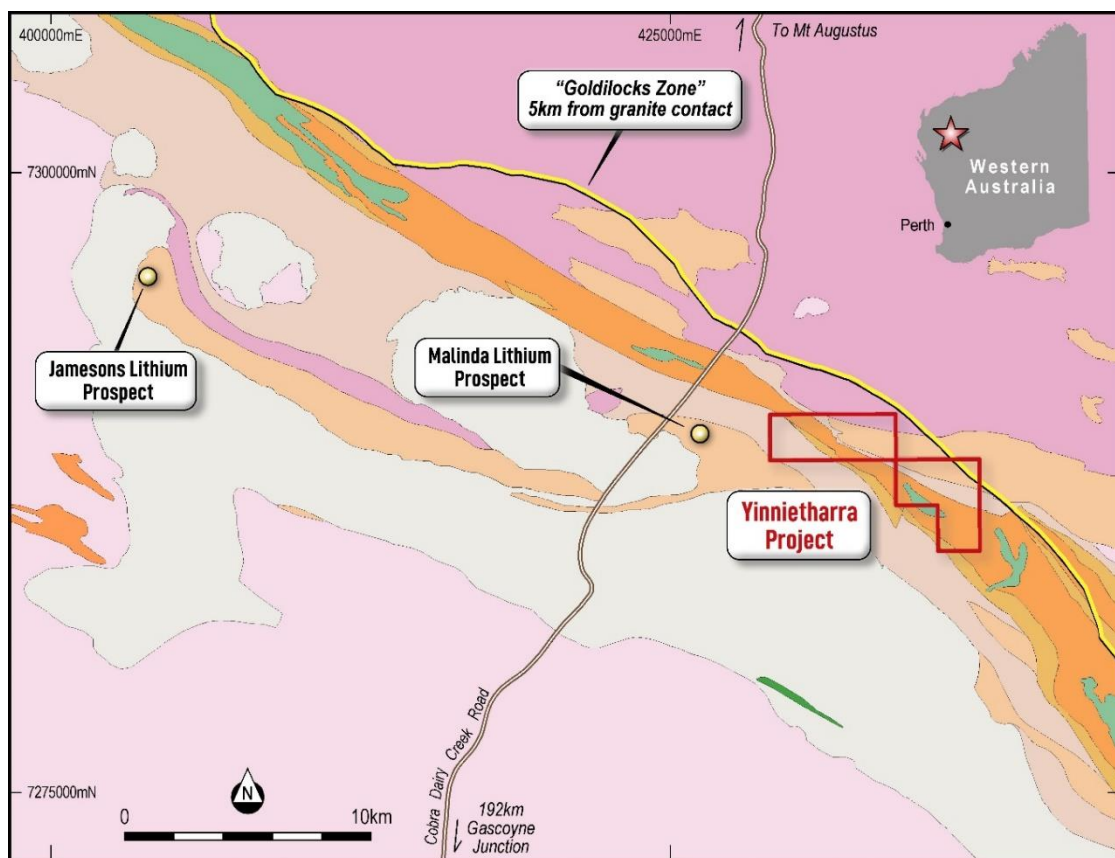 400000mE
425000mE
To Mt Augustus
"Goldilocks Zone"
5km from granite contact
7300000mN
Western
Australia
Perth
Jamesons Lithium
Prospect
Malinda Lithium
Prospect
Yinnietharra
Project
Cobra Dairy Creek Road
7275000mN
N
0
10km
192km
Gascoyne
Junction